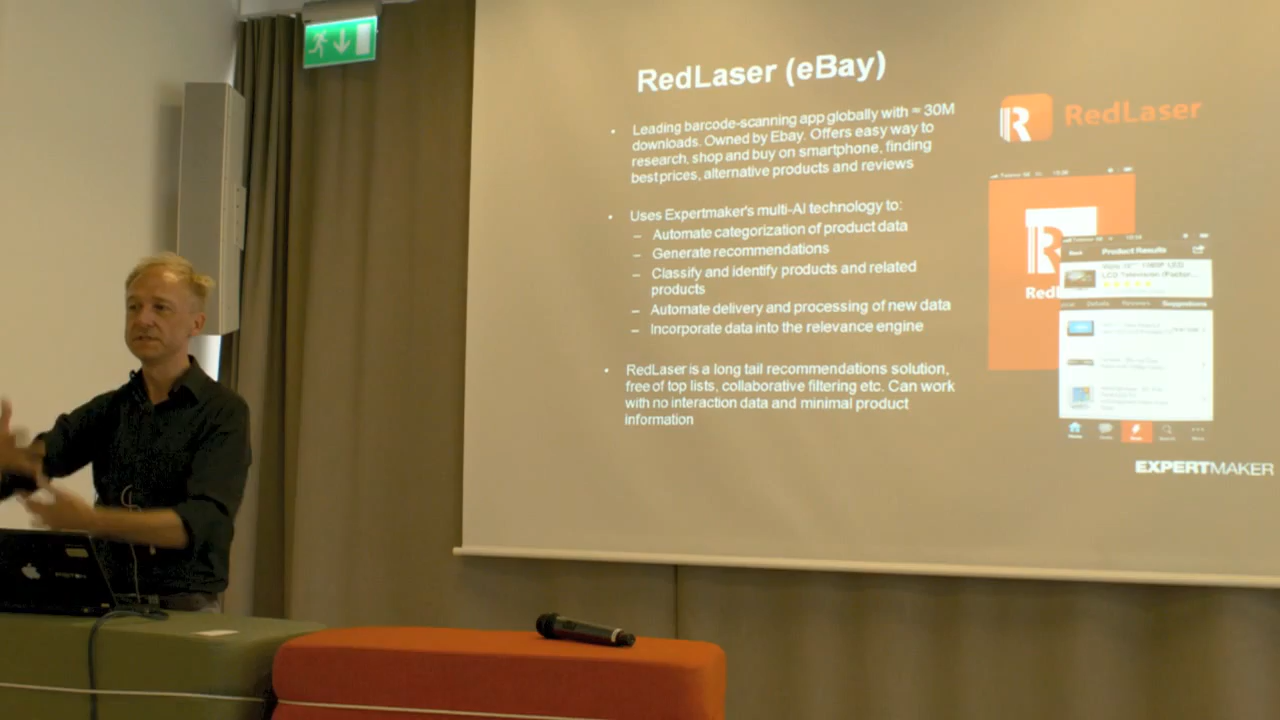 RedLaser (eBay)
• Leading barcode-scanning app globally with ≈ 30M
downloads. Owned by Ebay. Offers easy way to
research, shop and buy on smartphone, finding
best prices, alternative products and reviews
• Uses Expertmaker's multi-AI technology to:
– Automate categorization of product data
– Generate recommendations
– Classify and identify products and related
products
– Automate delivery and processing of new data
– Incorporate data into the relevance engine
• RedLaser is a long tail recommendations solution,
free of top lists, collaborative filtering etc. Can work
with no interaction data and minimal product
information
R RedLaser
R
RedL
Back Product Results
LCD Television
Details Reviews Suggestions
EXPERTMAKER